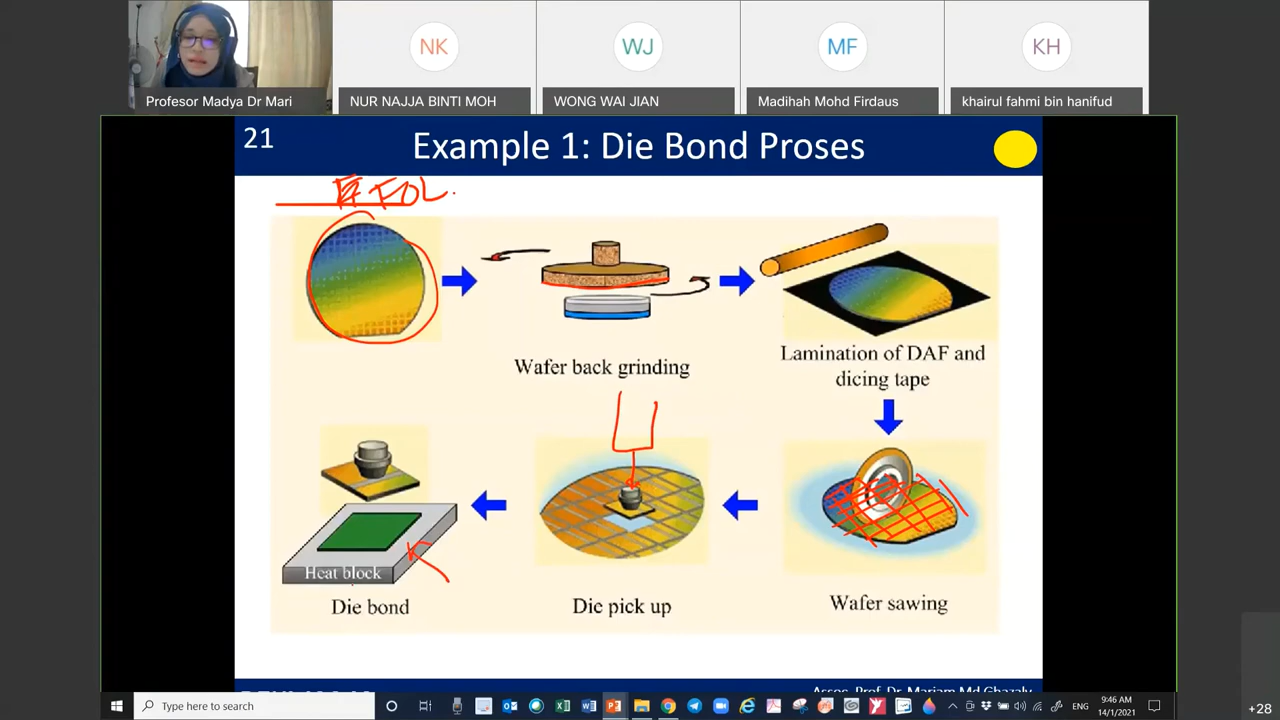 NK
WJ
MF
KH
Profesor Madya Dr Mari
NUR NAJJA BINTI MOH
WONG WAI JIAN
Madihah Mohd Firdaus
khairul fahmi bin hanifud
21
Example 1: Die Bond Proses
FOL.
Wafer back grinding
Lamination of DAF and
dicing tape
Heat block
Die bond
Die pick up
Wafer sawing
Assoc. Prof. Dr. Mariam Md Ghazaly
Type here to search
ENG
9:46 AM
14/1/2021
+28